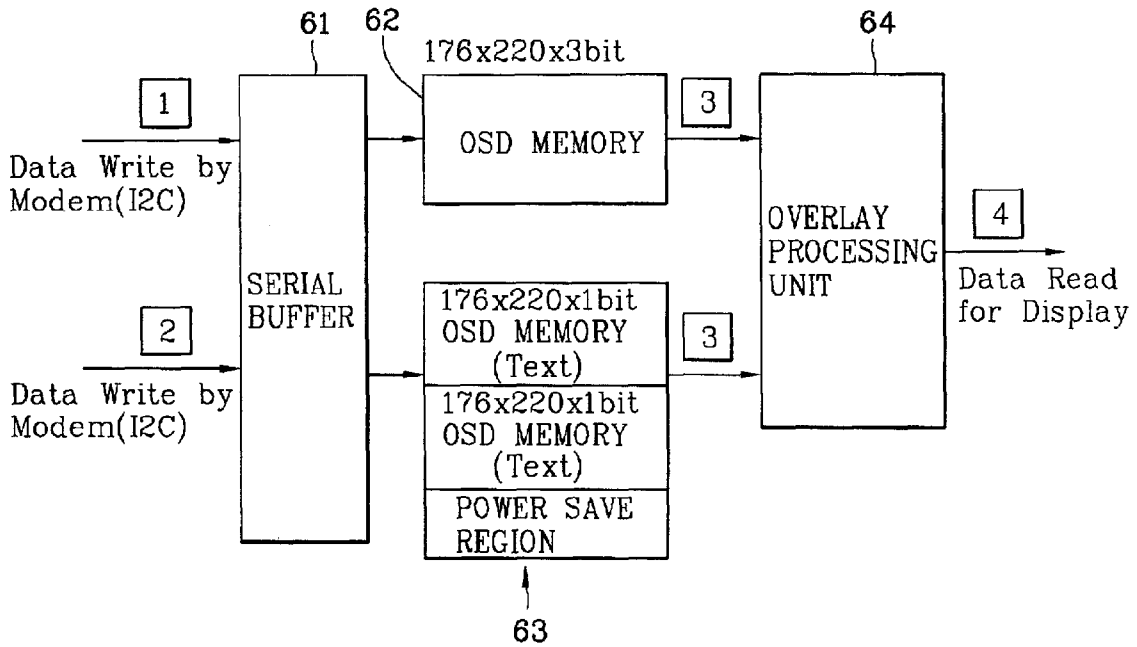 61
62
64
176x220x3bit
1
3
OSD MEMORY
Data Write by
Modem(I2C)
OVERLAY
PROCESSING
UNIT
4
Data Read
for Display
SERIAL
BUFFER
2
Data Write by
Modem(I2C)
176x220x1bit
OSD MEMORY
(Text)
3
176x220x1bit
OSD MEMORY
(Text)
POWER SAVE
REGION
63